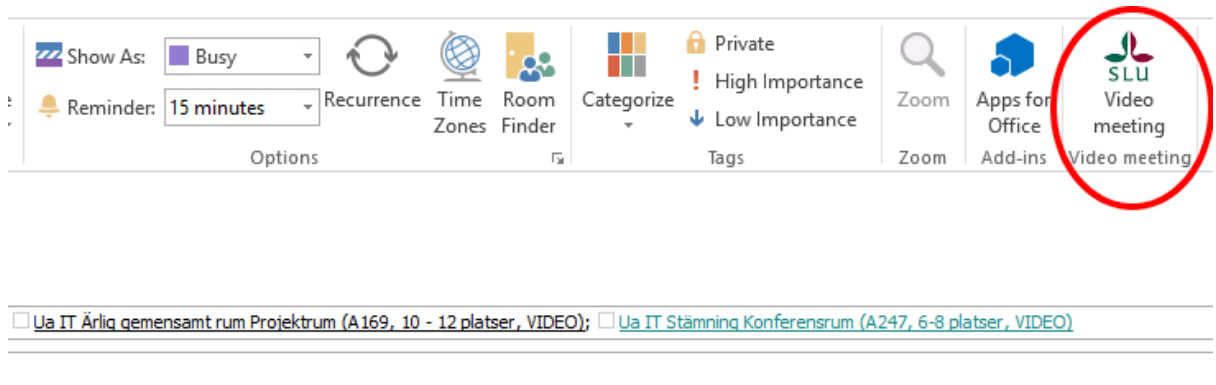 Show As: Busy
Reminder: 15 minutes
Recurrence
Time Zones
Room Finder
Options
Categorize
Private
High Importance
Low Importance
Tags
Zoom
Zoom
Apps for Office
Add-ins
SLU
Video meeting
Video meeting
Ua IT Ärlig gemensamt rum Projektrum (A169, 10 - 12 platser, VIDEO); Ua IT Stämning Konferensrum (A247, 6-8 platser, VIDEO)